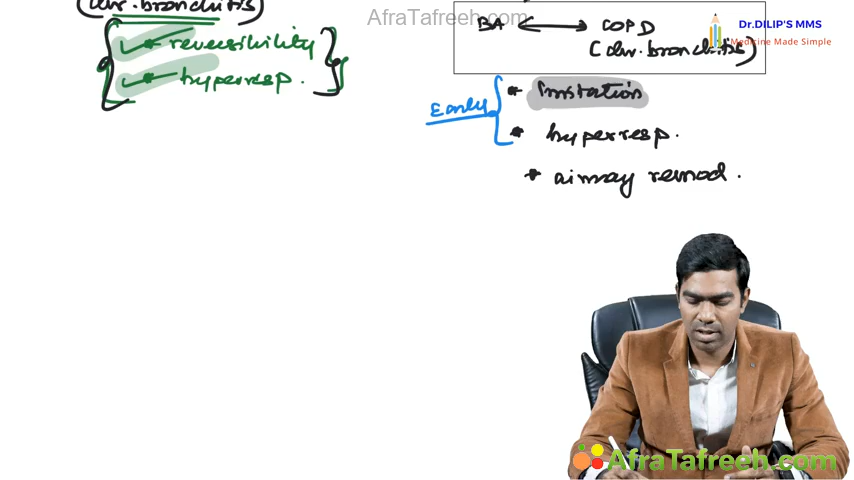 (chr.bronchitis)
reversibility
hyperresp.
AfraTafreeh.com
BA ⟷ COPD
(chr.bronchitis)
Dr.DILIP'S MMS
Medicine Made Simple
Early
hyperresp.
airway remod.
AfraTafreeh.com